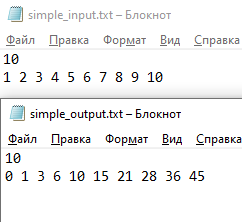 simple_input.txt – Блокнот
Файл Правка Формат Вид Справка
10
1 2 3 4 5 6 7 8 9 10
simple_output.txt – Блокнот
Файл Правка Формат Вид Справка
10
0 1 3 6 10 15 21 28 36 45